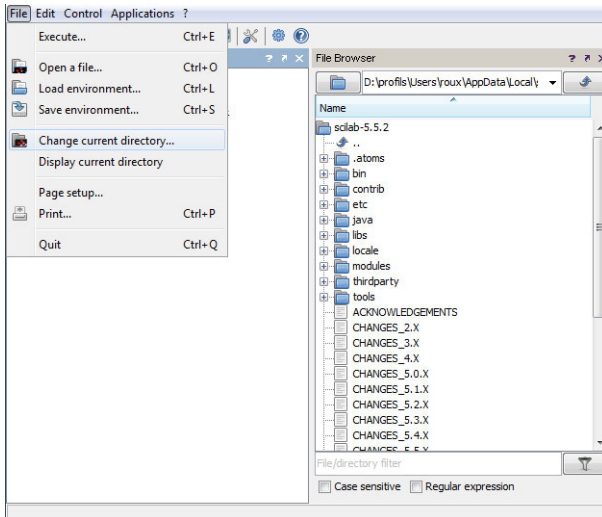 File Edit Control Applications ?
Execute... Ctrl+E
Open a file... Ctrl+O
Load environment... Ctrl+L
Save environment... Ctrl+S
Change current directory...
Display current directory
Page setup...
Print... Ctrl+P
Quit Ctrl+Q
? ↗ X
File Browser ? ↗ X
D:\profils\Users\roux\AppData\Local\
Name
scilab-5.5.2
..
.atoms
bin
contrib
etc
java
libs
locale
modules
thirdparty
tools
ACKNOWLEDGEMENTS
CHANGES_2.X
CHANGES_3.X
CHANGES_4.X
CHANGES_5.0.X
CHANGES_5.1.X
CHANGES_5.2.X
CHANGES_5.3.X
CHANGES_5.4.X
CHANGES_5.5.X
File/directory filter
Case sensitive Regular expression